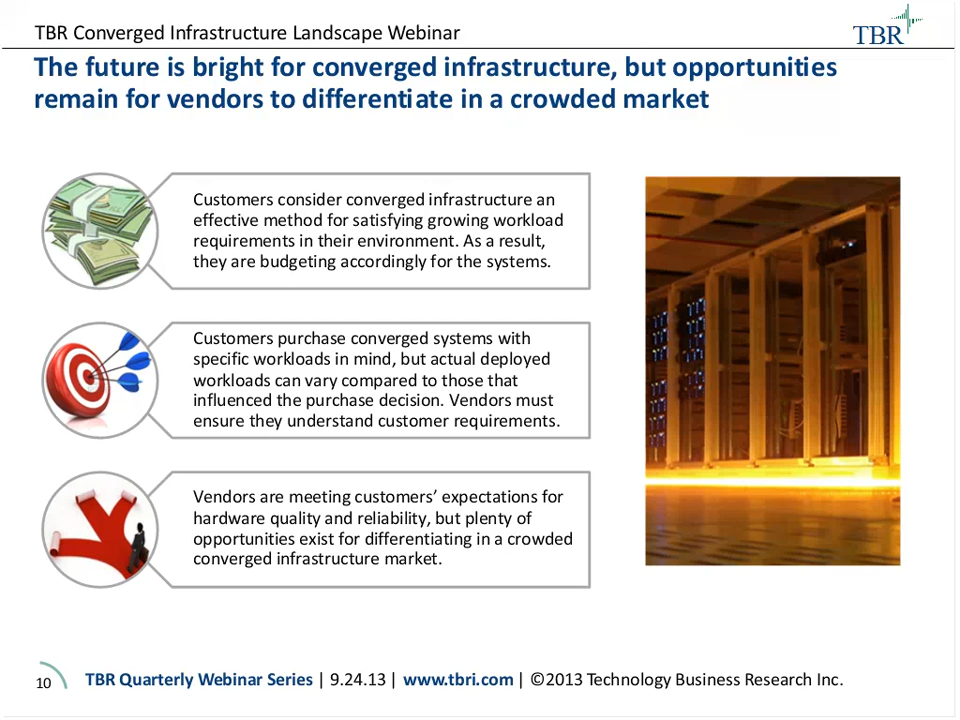 TBR Converged Infrastructure Landscape Webinar
TBR
The future is bright for converged infrastructure, but opportunities
remain for vendors to differentiate in a crowded market
Customers consider converged infrastructure an
effective method for satisfying growing workload
requirements in their environment. As a result,
they are budgeting accordingly for the systems.
Customers purchase converged systems with
specific workloads in mind, but actual deployed
workloads can vary compared to those that
influenced the purchase decision. Vendors must
ensure they understand customer requirements.
Vendors are meeting customers’ expectations for
hardware quality and reliability, but plenty of
opportunities exist for differentiating in a crowded
converged infrastructure market.
10
TBR Quarterly Webinar Series | 9.24.13 | www.tbri.com | ©2013 Technology Business Research Inc.